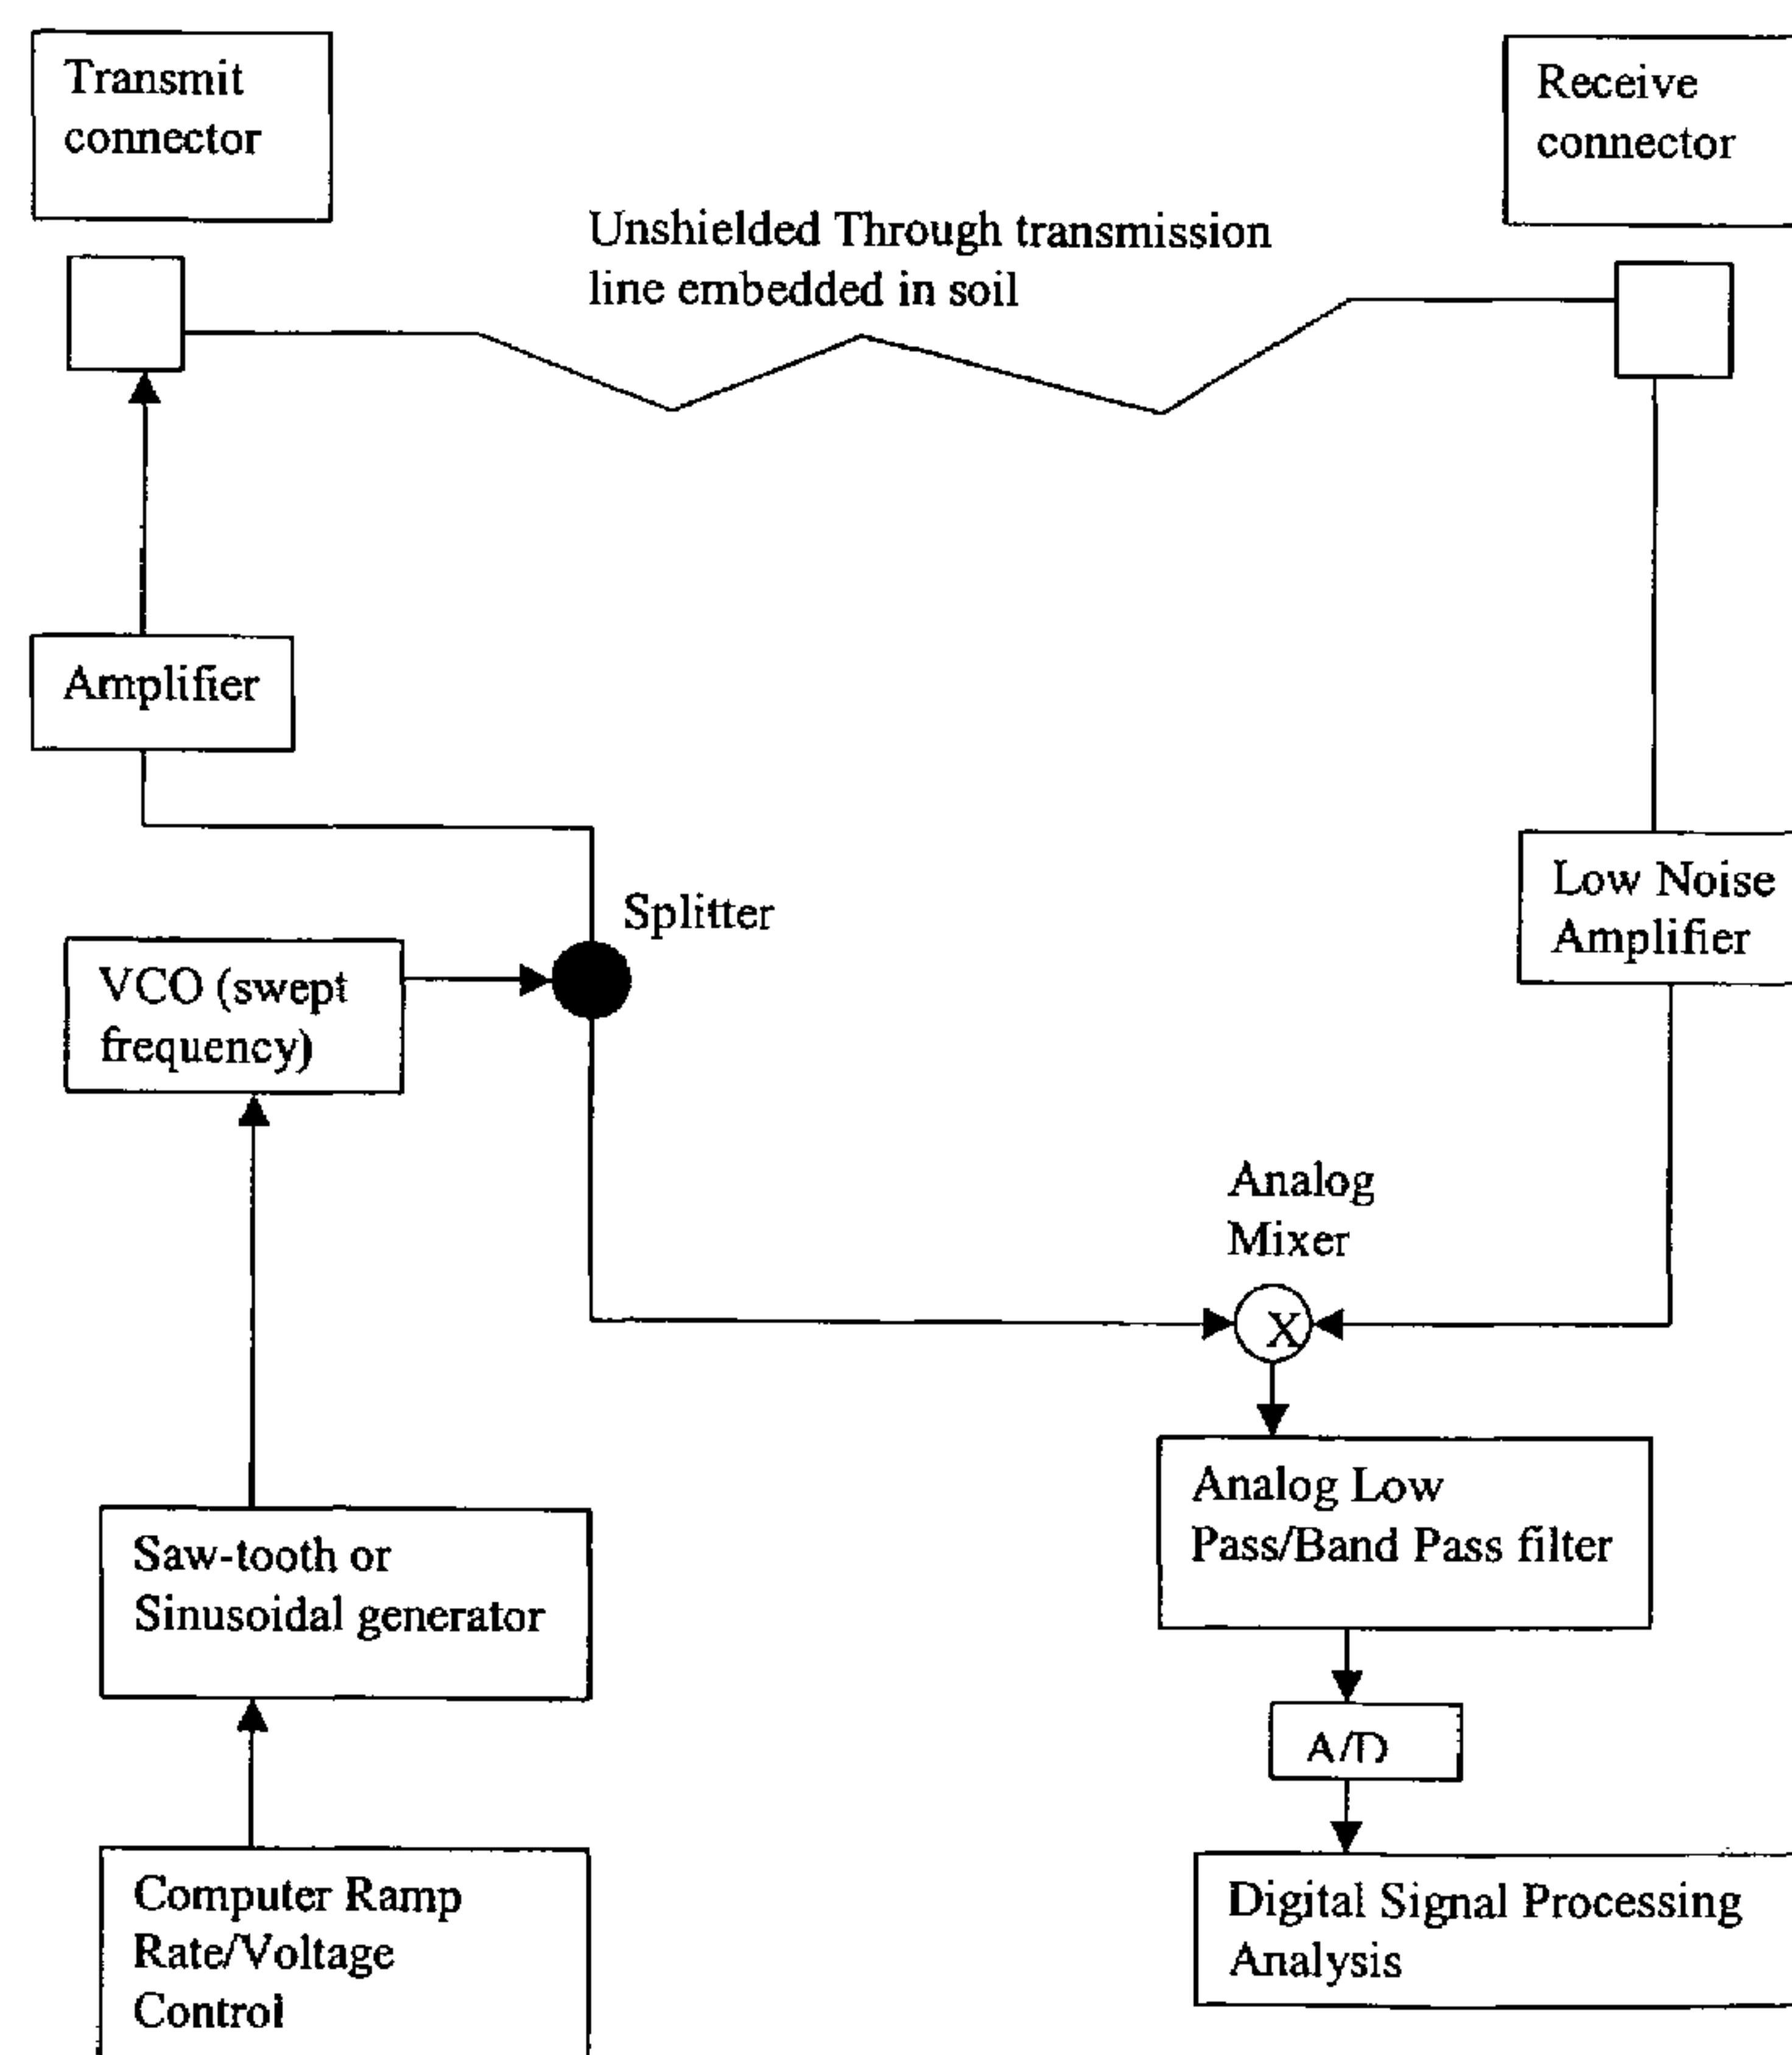 Transmit
connector
Receive
connector
Unshielded Through transmission
line embedded in soil
Amplifier
Splitter
Low Noise
Amplifier
VCO (swept
frequency)
Analog
Mixer
X
Analog Low
Pass/Band Pass filter
Saw-tooth or
Sinusoidal generator
A/D
Computer Ramp
Rate/Voltage
Control
Digital Signal Processing
Analysis